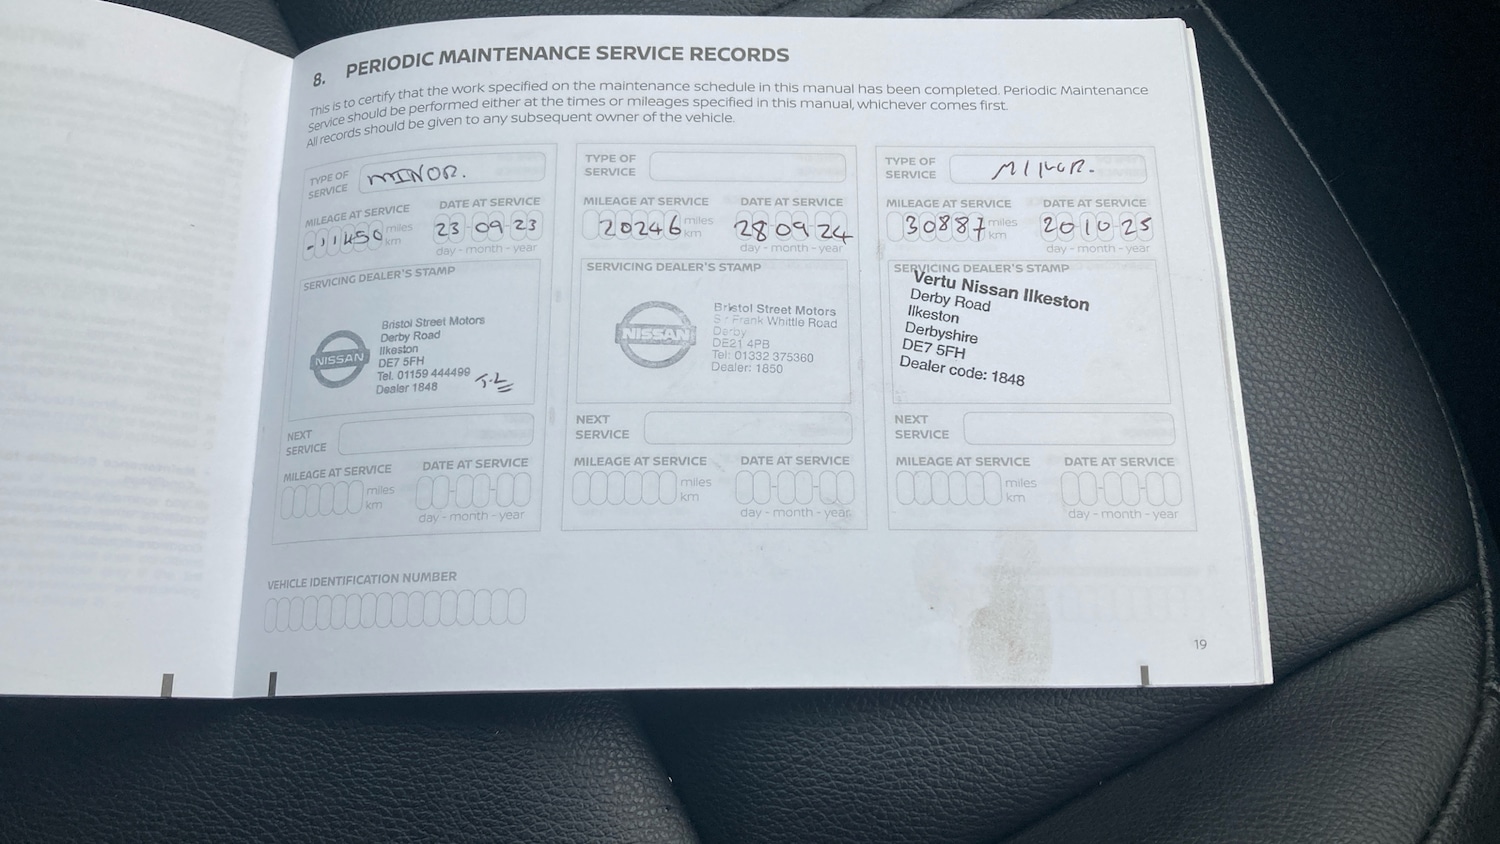 8. PERIODIC MAINTENANCE SERVICE RECORDS
This is to certify that the work specified on the maintenance schedule in this manual has been completed. Periodic Maintenance
Service should be performed either at the times or mileages specified in this manual, whichever comes first.
All records should be given to any subsequent owner of the vehicle.
TYPE OF
SERVICE
MINOR.
MILEAGE AT SERVICE
DATE AT SERVICE
11450
miles
km
23-09-23
day - month - year
SERVICING DEALER'S STAMP
NISSAN
Bristol Street Motors
Derby Road
Ilkeston
DE7 5FH
Tel. 01159 444499
Dealer 1848
T.L
NEXT
SERVICE
MILEAGE AT SERVICE
DATE AT SERVICE
miles
km
day - month - year
TYPE OF
SERVICE
MILEAGE AT SERVICE
DATE AT SERVICE
20246
miles
km
28-09-24
day - month - year
SERVICING DEALER'S STAMP
NISSAN
Bristol Street Motors
Frank Whittle Road
Derby
DE21 4PB
Tel: 01332 375360
Dealer: 1850
NEXT
SERVICE
MILEAGE AT SERVICE
DATE AT SERVICE
miles
km
day - month - year
TYPE OF
SERVICE
MINOR.
MILEAGE AT SERVICE
DATE AT SERVICE
30887
miles
km
20-10-25
day - month - year
SERVICING DEALER'S STAMP
Vertu Nissan Ilkeston
Derby Road
Ilkeston
Derbyshire
DE7 5FH
Dealer code: 1848
NEXT
SERVICE
MILEAGE AT SERVICE
DATE AT SERVICE
miles
km
day - month - year
VEHICLE IDENTIFICATION NUMBER
19